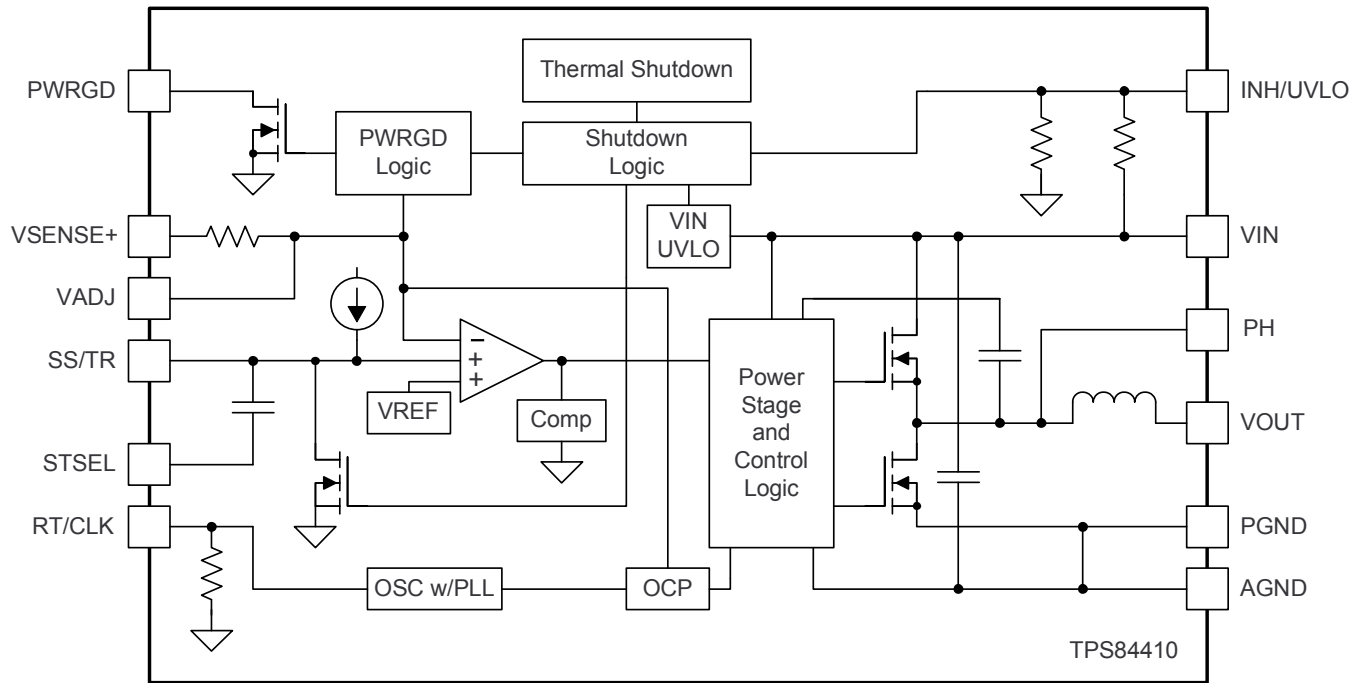 PWRGD
VSENSE+
VADJ
SS/TR
STSEL
RT/CLK
Thermal Shutdown
PWRGD
Logic
Shutdown
Logic
VIN
UVLO
−
+
+
VREF
Comp
Power
Stage
and
Control
Logic
OSC w/PLL
OCP
INH/UVLO
VIN
PH
VOUT
PGND
AGND
TPS84410